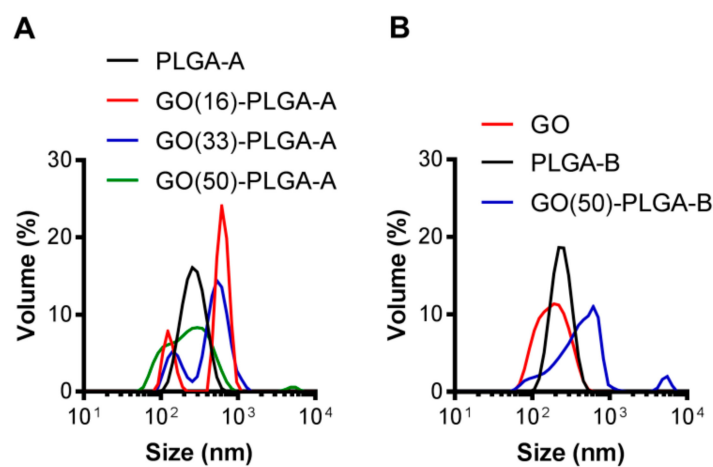 A
PLGA-A
GO(16)-PLGA-A
GO(33)-PLGA-A
GO(50)-PLGA-A
30
20
10
0
Volume (%)
10¹ 10² 10³ 10⁴
Size (nm)
B
GO
PLGA-B
GO(50)-PLGA-B
30
20
10
0
Volume (%)
10¹ 10² 10³ 10⁴
Size (nm)